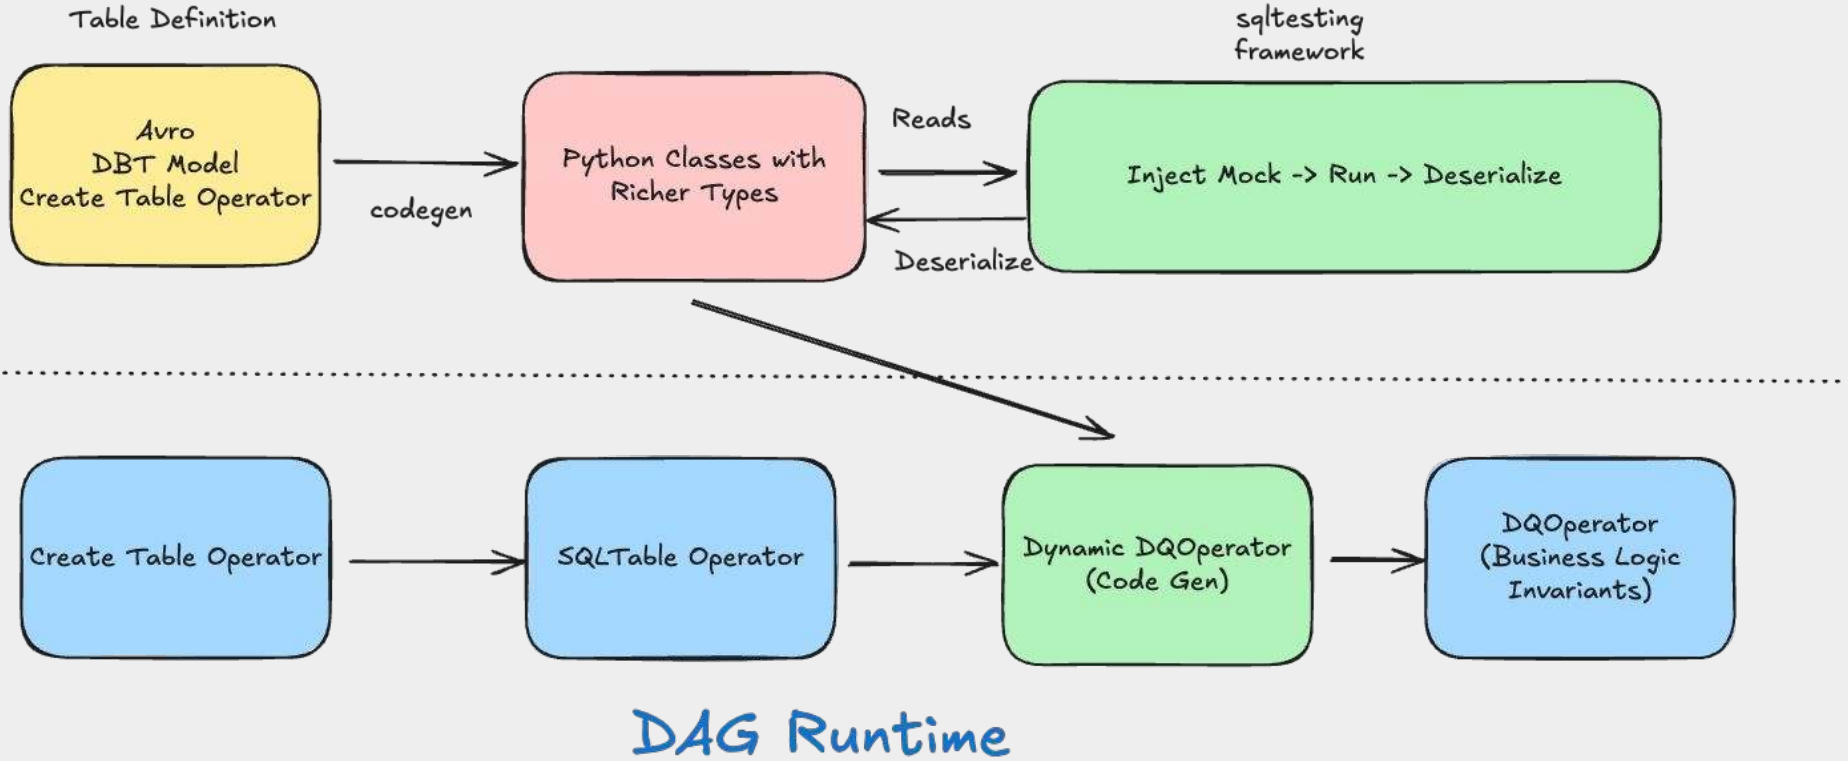 Table Definition
sqltesting
framework
Avro
DBT Model
Create Table Operator
codegen
Python Classes with
Richer Types
Reads
Deserialize
Inject Mock -> Run -> Deserialize
Create Table Operator
SQLTable Operator
Dynamic DQOperator
(Code Gen)
DQOperator
(Business Logic
Invariants)
DAG Runtime